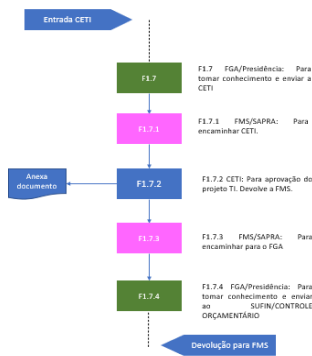 Entrada CETI
F1.7
F1.7 FGA/Presidência: Para
tomar conhecimento e enviar a
CETI
F1.7.1
F1.7.1 FMS/SAPRA: Para
encaminhar CETI.
Anexa
documento
F1.7.2
F1.7.2 CETI: Para aprovação do
projeto TI. Devolve a FMS.
F1.7.3
F1.7.3 FMS/SAPRA: Para
encaminhar para o FGA
F1.7.4
F1.7.4 FGA/Presidência: Para
tomar conhecimento e enviar
ao SUFIN/CONTROLE
ORÇAMENTÁRIO
Devolução para FMS